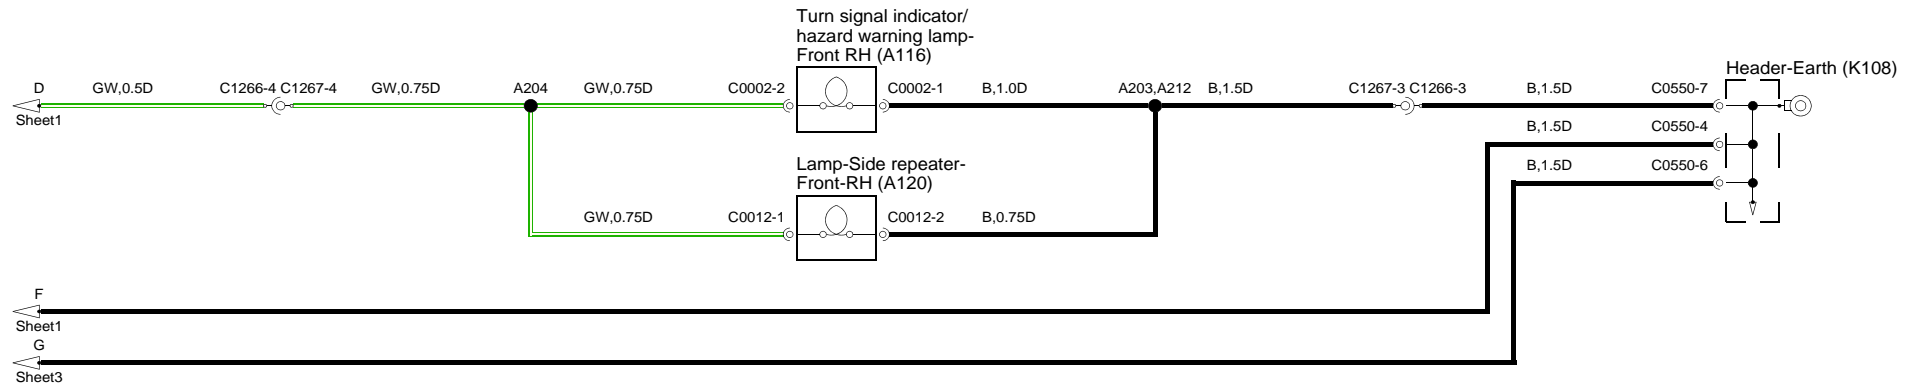 Turn signal indicator/
hazard warning lamp-
Front RH (A116)
Header-Earth (K108)
D
GW,0.5D
C1266-4 C1267-4
GW,0.75D
A204
GW,0.75D
C0002-2
C0002-1
B,1.0D
A203,A212
B,1.5D
C1267-3 C1266-3
B,1.5D
C0550-7
Sheet1
B,1.5D
C0550-4
Lamp-Side repeater-
Front-RH (A120)
B,1.5D
C0550-6
GW,0.75D
C0012-1
C0012-2
B,0.75D
F
Sheet1
G
Sheet3